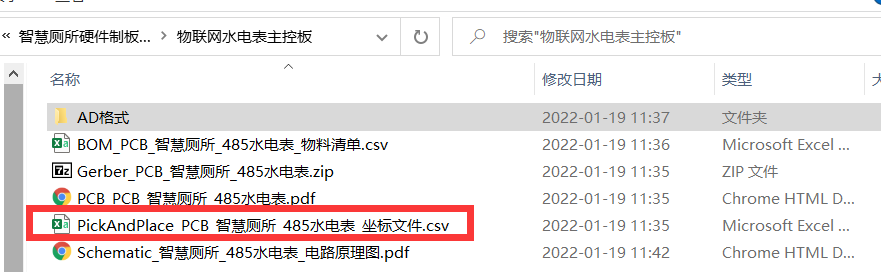 « 智慧厕所硬件制板... › 物联网水电表主控板
搜索"物联网水电表主控板"
名称 修改日期 类型
AD格式 2022-01-19 11:37 文件夹
BOM_PCB_智慧厕所_485水电表_物料清单.csv 2022-01-19 11:36 Microsoft Excel ...
Gerber_PCB_智慧厕所_485水电表.zip 2022-01-19 11:35 ZIP 文件
PCB_PCB_智慧厕所_485水电表.pdf 2022-01-19 11:35 Chrome HTML D...
PickAndPlace_PCB_智慧厕所_485水电表_坐标文件.csv 2022-01-19 11:35 Microsoft Excel ...
Schematic_智慧厕所_485水电表_电路原理图.pdf 2022-01-19 11:42 Chrome HTML D...